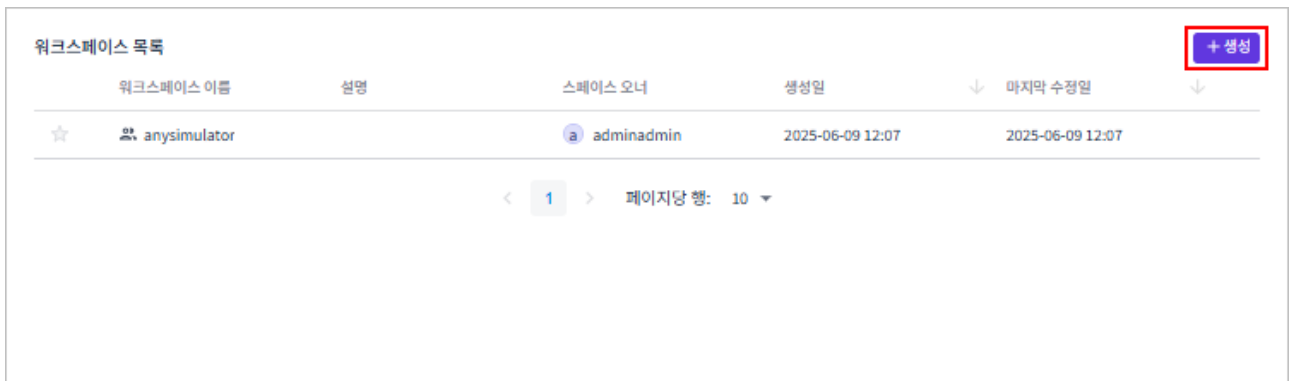 워크스페이스 목록
+ 생성
워크스페이스 이름 설명 스페이스 오너 생성일 마지막 수정일
anysimulator a adminadmin 2025-06-09 12:07 2025-06-09 12:07
< 1 > 페이지당 행: 10